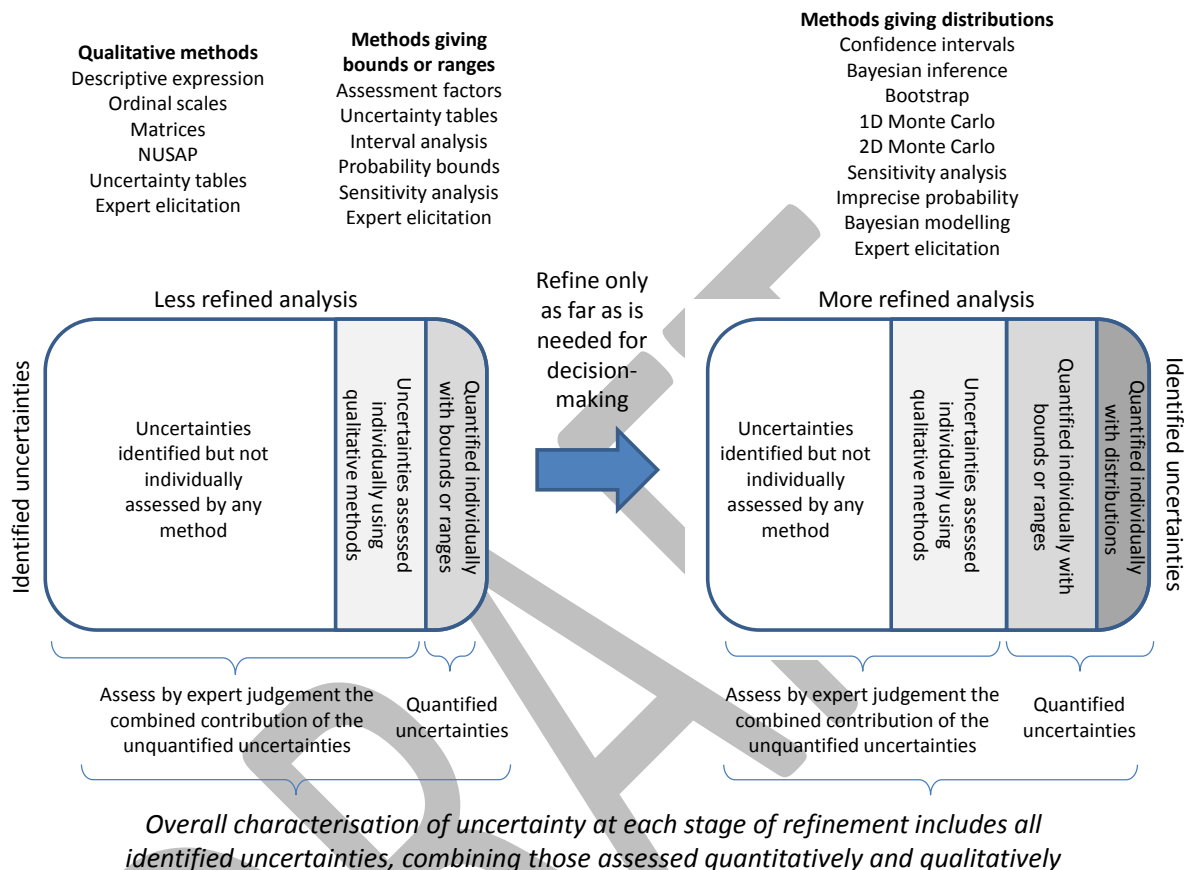 Qualitative methods
Descriptive expression
Ordinal scales
Matrices
NUSAP
Uncertainty tables
Expert elicitation
Methods giving
bounds or ranges
Assessment factors
Uncertainty tables
Interval analysis
Probability bounds
Sensitivity analysis
Expert elicitation
Methods giving distributions
Confidence intervals
Bayesian inference
Bootstrap
1D Monte Carlo
2D Monte Carlo
Sensitivity analysis
Imprecise probability
Bayesian modelling
Expert elicitation
Less refined analysis
Identified uncertainties
Uncertainties
identified but not
individually
assessed by any
method
Uncertainties assessed
individually using
qualitative methods
Quantified individually
with bounds or ranges
Refine only
as far as is
needed for
decision-
making
More refined analysis
Uncertainties
identified but not
individually
assessed by any
method
Uncertainties assessed
individually using
qualitative methods
Quantified individually with
bounds or ranges
Quantified individually
with distributions
Identified uncertainties
Assess by expert judgement the
combined contribution of the
unquantified uncertainties
Quantified
uncertainties
Assess by expert judgement the
combined contribution of the
unquantified uncertainties
Quantified
uncertainties
Overall characterisation of uncertainty at each stage of refinement includes all
identified uncertainties, combining those assessed quantitatively and qualitatively
DRAFT